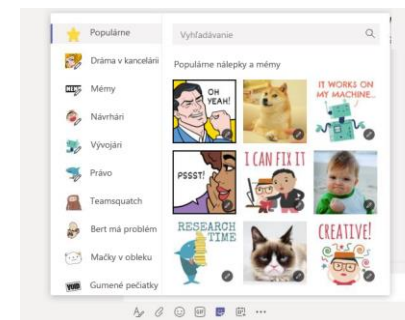 Populárne
Dráma v kancelárii
Mémy
Návrhári
Vývojári
Právo
Teamsquatch
Bert má problém
Mačky v obleku
Gumené pečiatky
Vyhľadávanie
Populárne nálepky a mémy
OH
YEAH!
IT WORKS ON
MY MACHINE...
PSSST!
I CAN FIX IT
RESEARCH
TIME
CREATIVE!
GIF